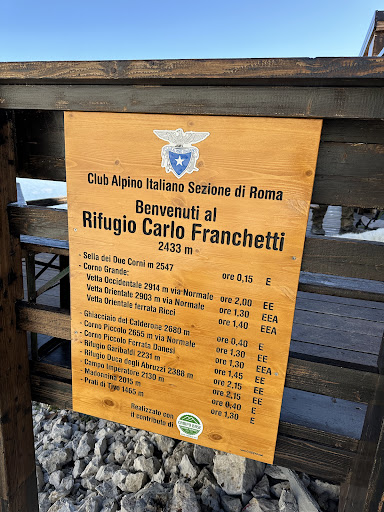 Club Alpino Italiano Sezione di Roma
Benvenuti al
Rifugio Carlo Franchetti
2433 m
- Sella dei Due Corni m 2547 ore 0,15 E
- Corno Grande:
Vetta Occidentale 2914 m via Normale ore 2,00 EE
Vetta Orientale 2903 m via Normale ore 1,30 EEA
Vetta Orientale ferrata Ricci ore 1,40 EEA
- Ghiacciaio del Calderone 2680 m ore 0,40 E
- Corno Piccolo 2655 m via Normale ore 1,30 EE
- Corno Piccolo Ferrata Danesi ore 1,30 EEA
- Rifugio Garibaldi 2231 m ore 1,45 EE
- Rifugio Duca degli Abruzzi 2388 m ore 2,15 EE
- Campo Imperatore 2130 m ore 2,15 EE
- Madonnina 2015 m ore 0,40 E
- Prati di Tivo 1465 m ore 1,30 E
Realizzato con
il contributo di